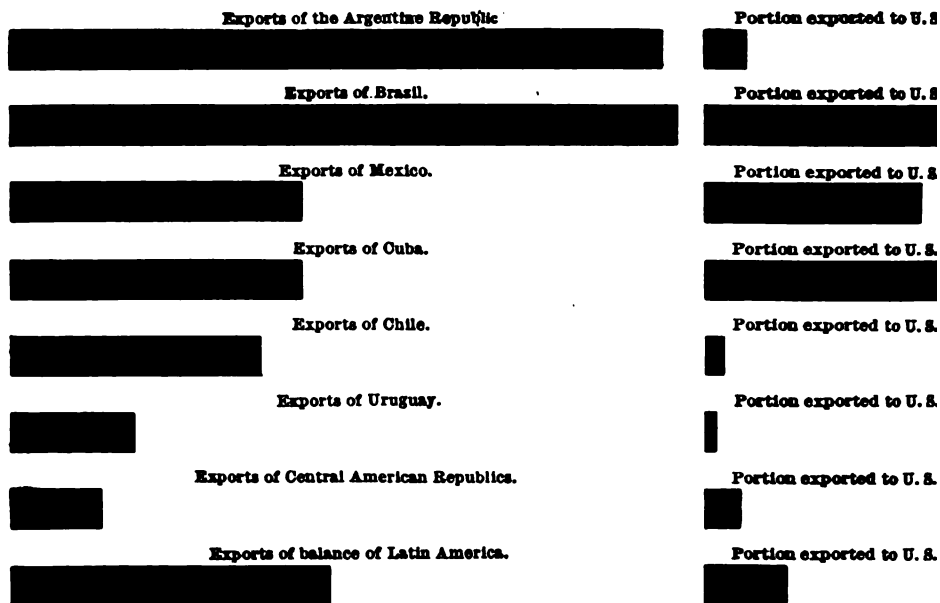 Exports of the Argentine Republic
Portion exported to U. S
Exports of Brazil.
Portion exported to U. S
Exports of Mexico.
Portion exported to U. S
Exports of Cuba.
Portion exported to U. S.
Exports of Chile.
Portion exported to U. S.
Exports of Uruguay.
Portion exported to U. S.
Exports of Central American Republics.
Portion exported to U. S.
Exports of balance of Latin America.
Portion exported to U. S.